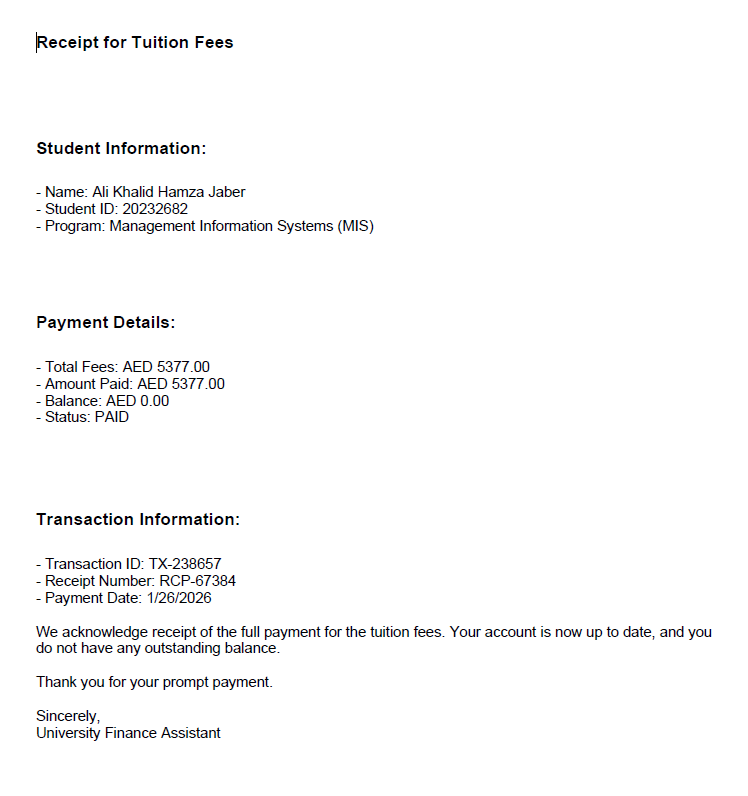 Receipt for Tuition Fees
Student Information:
- Name: Ali Khalid Hamza Jaber
- Student ID: 20232682
- Program: Management Information Systems (MIS)
Payment Details:
- Total Fees: AED 5377.00
- Amount Paid: AED 5377.00
- Balance: AED 0.00
- Status: PAID
Transaction Information:
- Transaction ID: TX-238657
- Receipt Number: RCP-67384
- Payment Date: 1/26/2026
We acknowledge receipt of the full payment for the tuition fees. Your account is now up to date, and you
do not have any outstanding balance.
Thank you for your prompt payment.
Sincerely,
University Finance Assistant